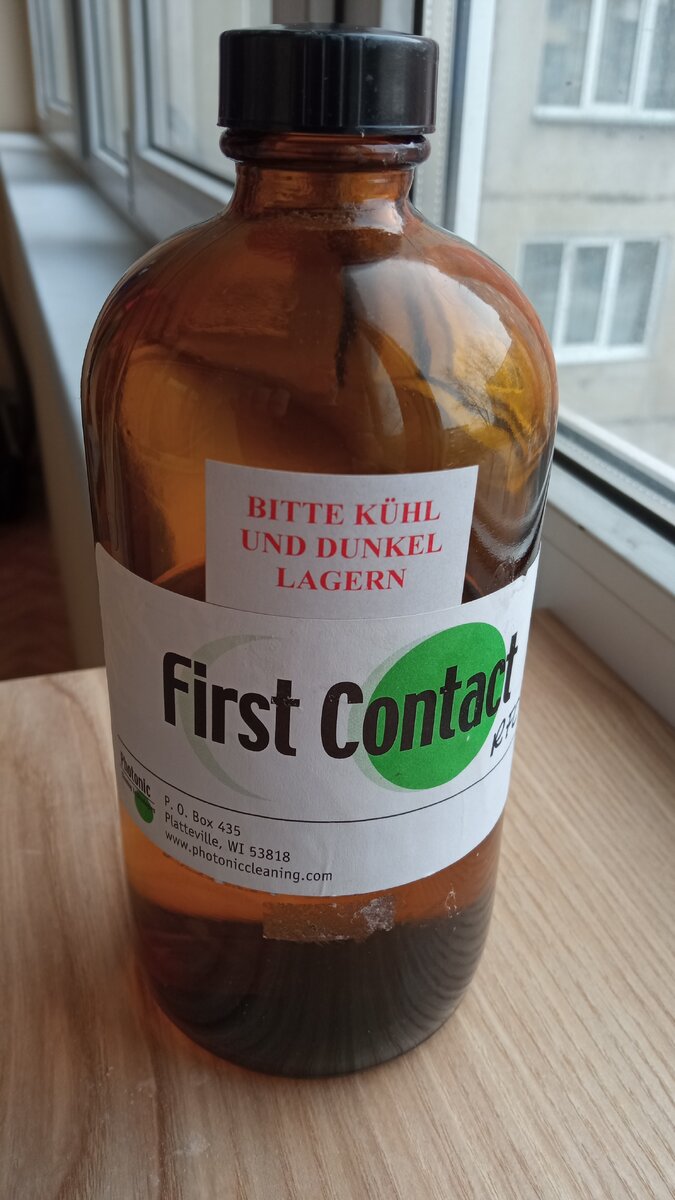 BITTE KÜHL
UND DUNKEL
LAGERN
First Contact
Photonic
P. O. Box 435
Platteville, WI 53818
www.photoniccleaning.com